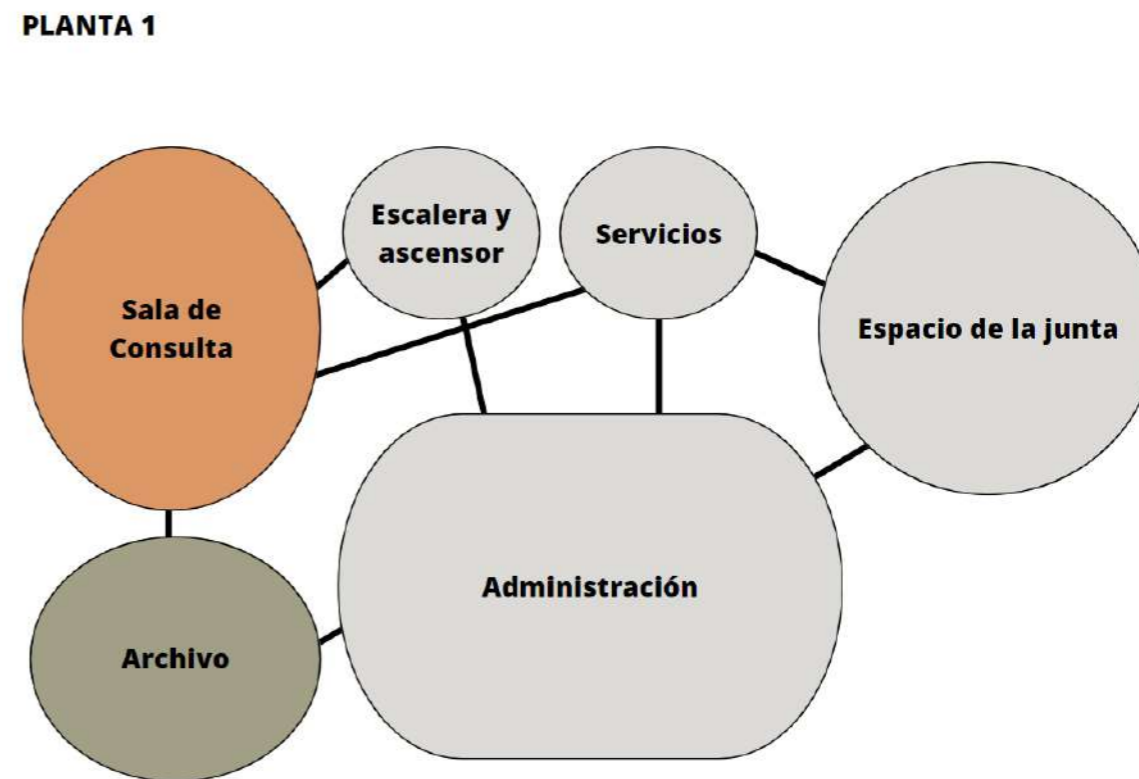 PLANTA 1
Escalera y
ascensor
Servicios
Sala de
Consulta
Espacio de la junta
Administración
Archivo